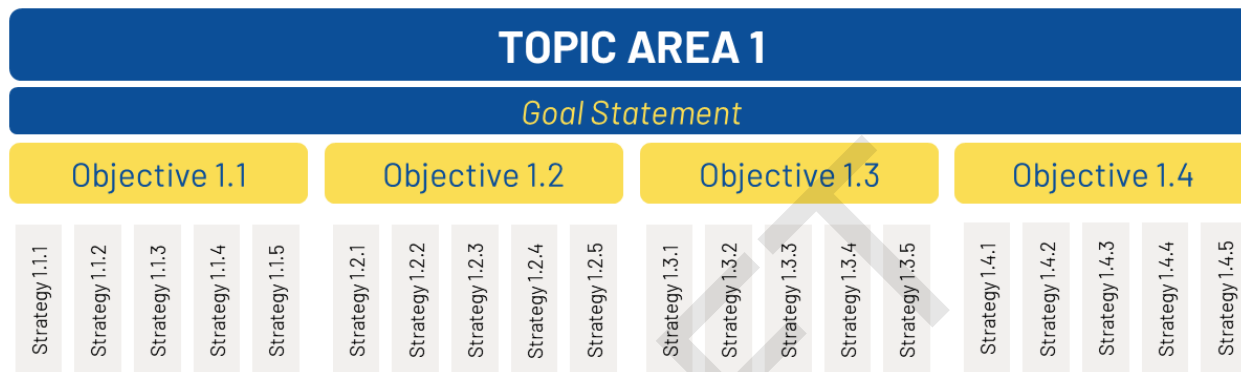 TOPIC AREA 1
Goal Statement
Objective 1.1
Objective 1.2
Objective 1.3
Objective 1.4
Strategy 1.1.1
Strategy 1.1.2
Strategy 1.1.3
Strategy 1.1.4
Strategy 1.1.5
Strategy 1.2.1
Strategy 1.2.2
Strategy 1.2.3
Strategy 1.2.4
Strategy 1.2.5
Strategy 1.3.1
Strategy 1.3.2
Strategy 1.3.3
Strategy 1.3.4
Strategy 1.3.5
Strategy 1.4.1
Strategy 1.4.2
Strategy 1.4.3
Strategy 1.4.4
Strategy 1.4.5